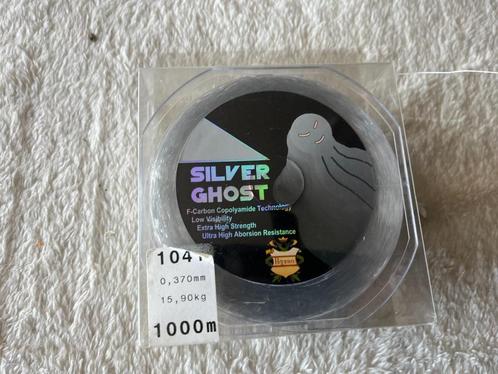 SILVER
GHOST
F-Carbon Copolyamide Technology
Low Visibility
Extra High Strength
Ultra High Aborsion Resistance
0,370mm
15,90kg
1000m